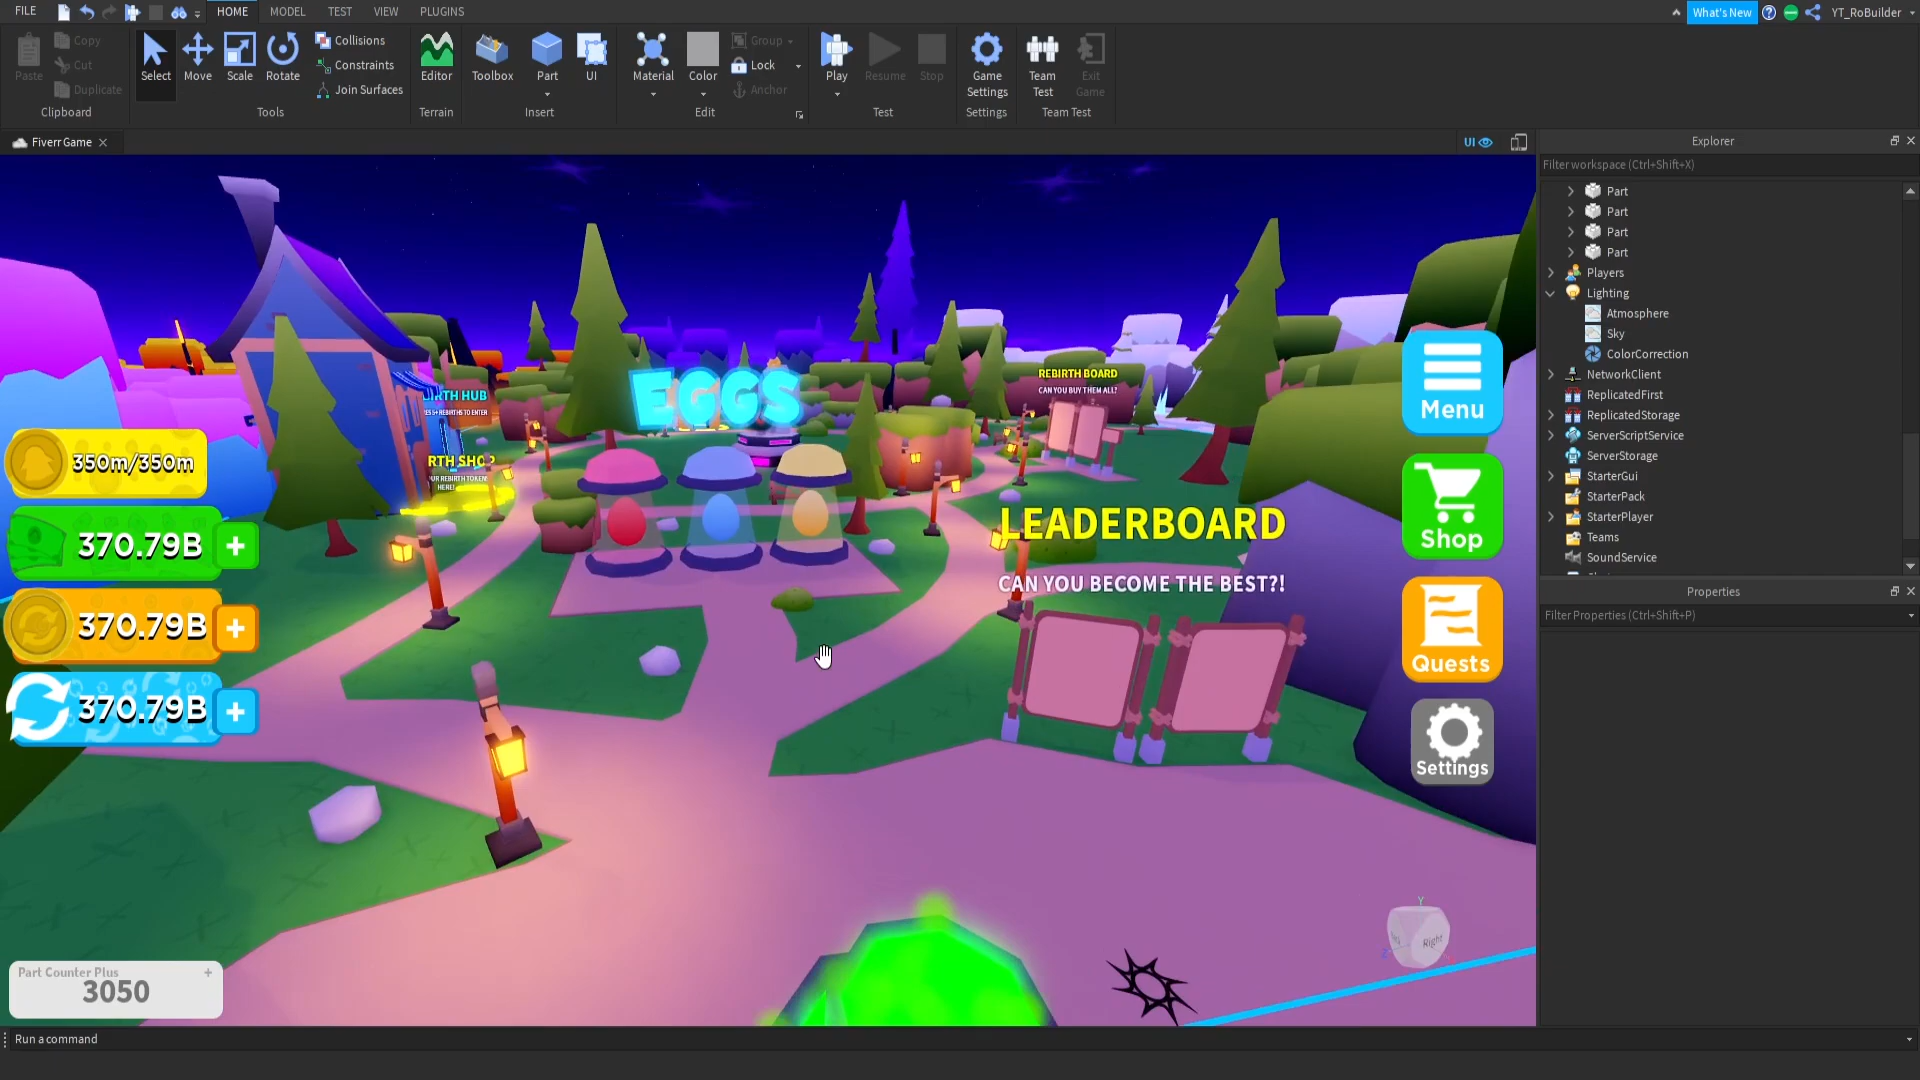 FILE
HOME
MODEL
TEST
VIEW
PLUGINS
What's New
YT_RoBuilder
Paste
Copy
Cut
Duplicate
Clipboard
Select
Move
Scale
Rotate
Collisions
Constraints
Join Surfaces
Tools
Editor
Terrain
Toolbox
Part
UI
Insert
Material
Color
Group
Lock
Anchor
Edit
Play
Resume
Stop
Test
Game
Settings
Settings
Team
Test
Exit
Game
Team Test
Fiverr Game
UI
Explorer
Filter workspace (Ctrl+Shift+X)
Part
Part
Part
Part
Players
Lighting
Atmosphere
Sky
ColorCorrection
NetworkClient
ReplicatedFirst
ReplicatedStorage
ServerScriptService
ServerStorage
StarterGui
StarterPack
StarterPlayer
Teams
SoundService
Properties
Filter Properties (Ctrl+Shift+P)
EGGS
REBIRTH BOARD
CAN YOU BUY THEM ALL?
HUB
LEADERBOARD
CAN YOU BECOME THE BEST?!
350m/350m
370.79B +
370.79B +
370.79B +
Menu
Shop
Quests
Settings
Part Counter Plus +
3050
Y
Right
Run a command